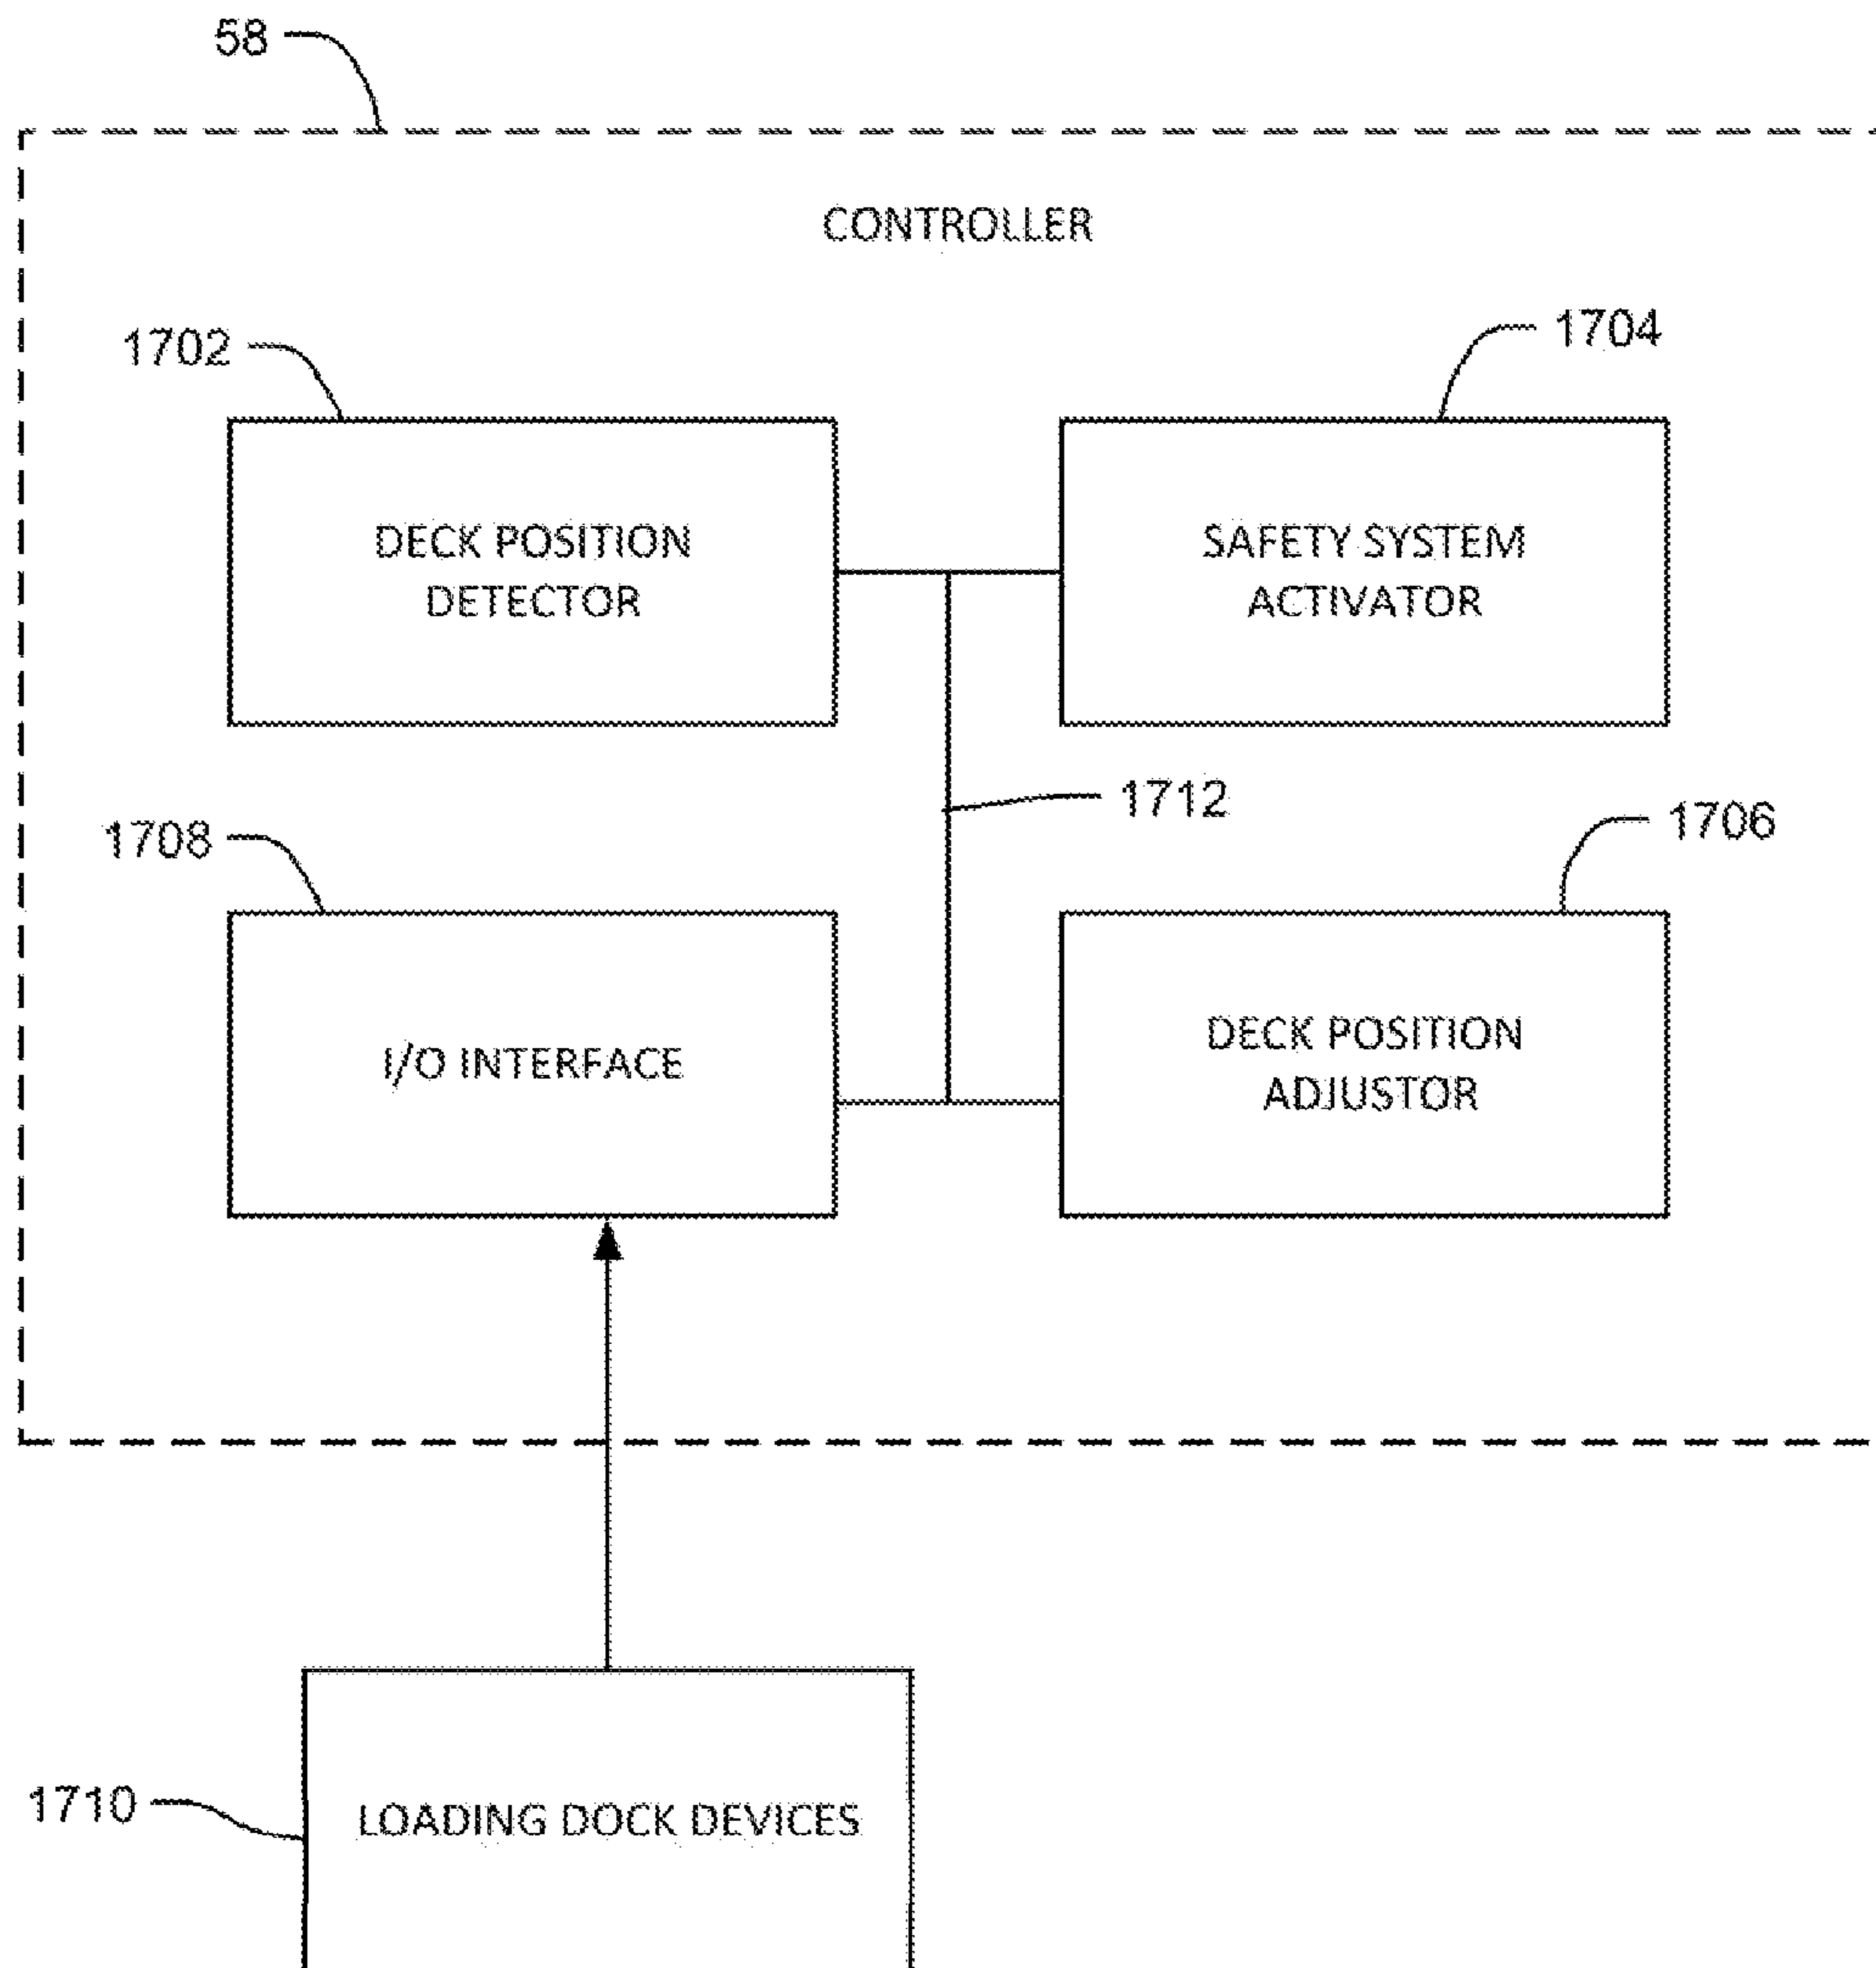 58
CONTROLLER
1702
1704
DECK POSITION
DETECTOR
SAFETY SYSTEM
ACTIVATOR
1712
1708
1706
I/O INTERFACE
DECK POSITION
ADJUSTOR
1710
LOADING DOCK DEVICES